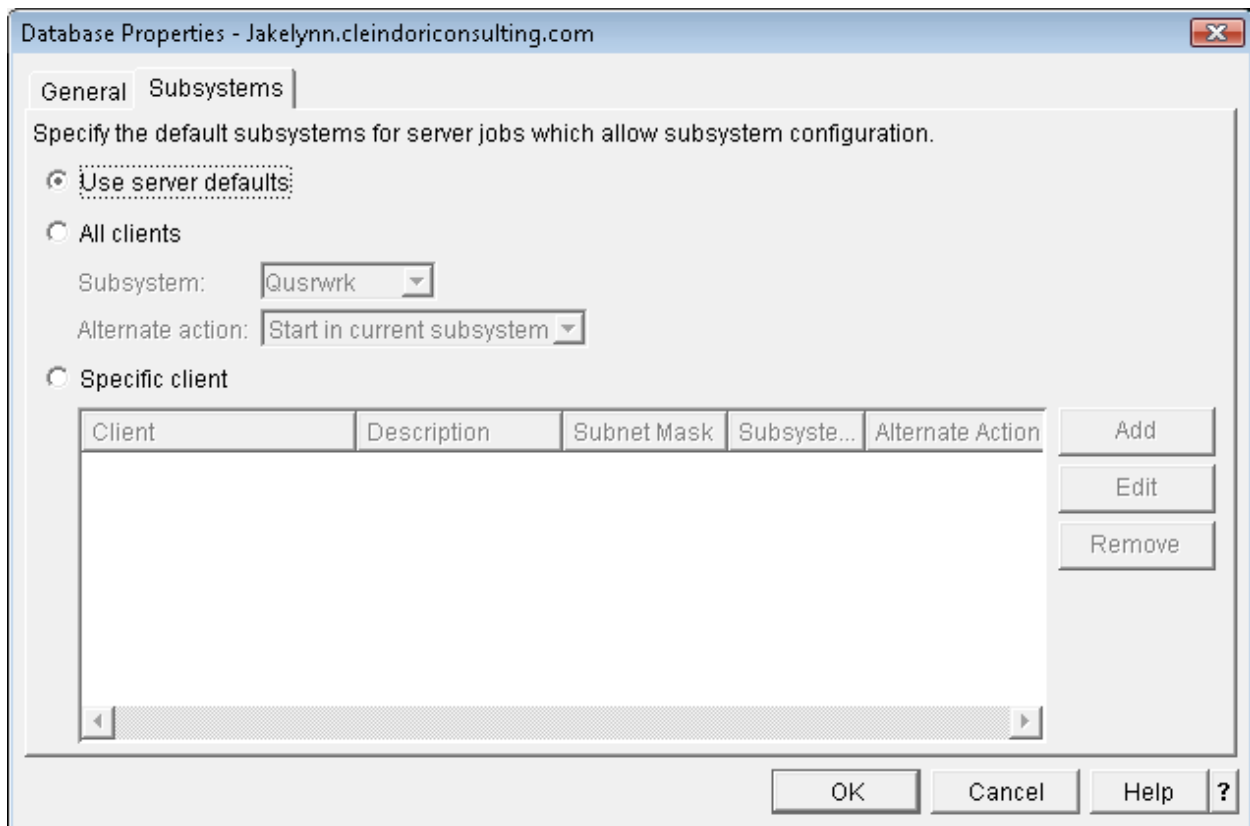 Database Properties - Jakelynn.cleindoriconsulting.com
General Subsystems
Specify the default subsystems for server jobs which allow subsystem configuration.
Use server defaults
All clients
Subsystem: Qusrwrk
Alternate action: Start in current subsystem
Specific client
Client Description Subnet Mask Subsyste... Alternate Action Add
Edit
Remove
OK Cancel Help ?